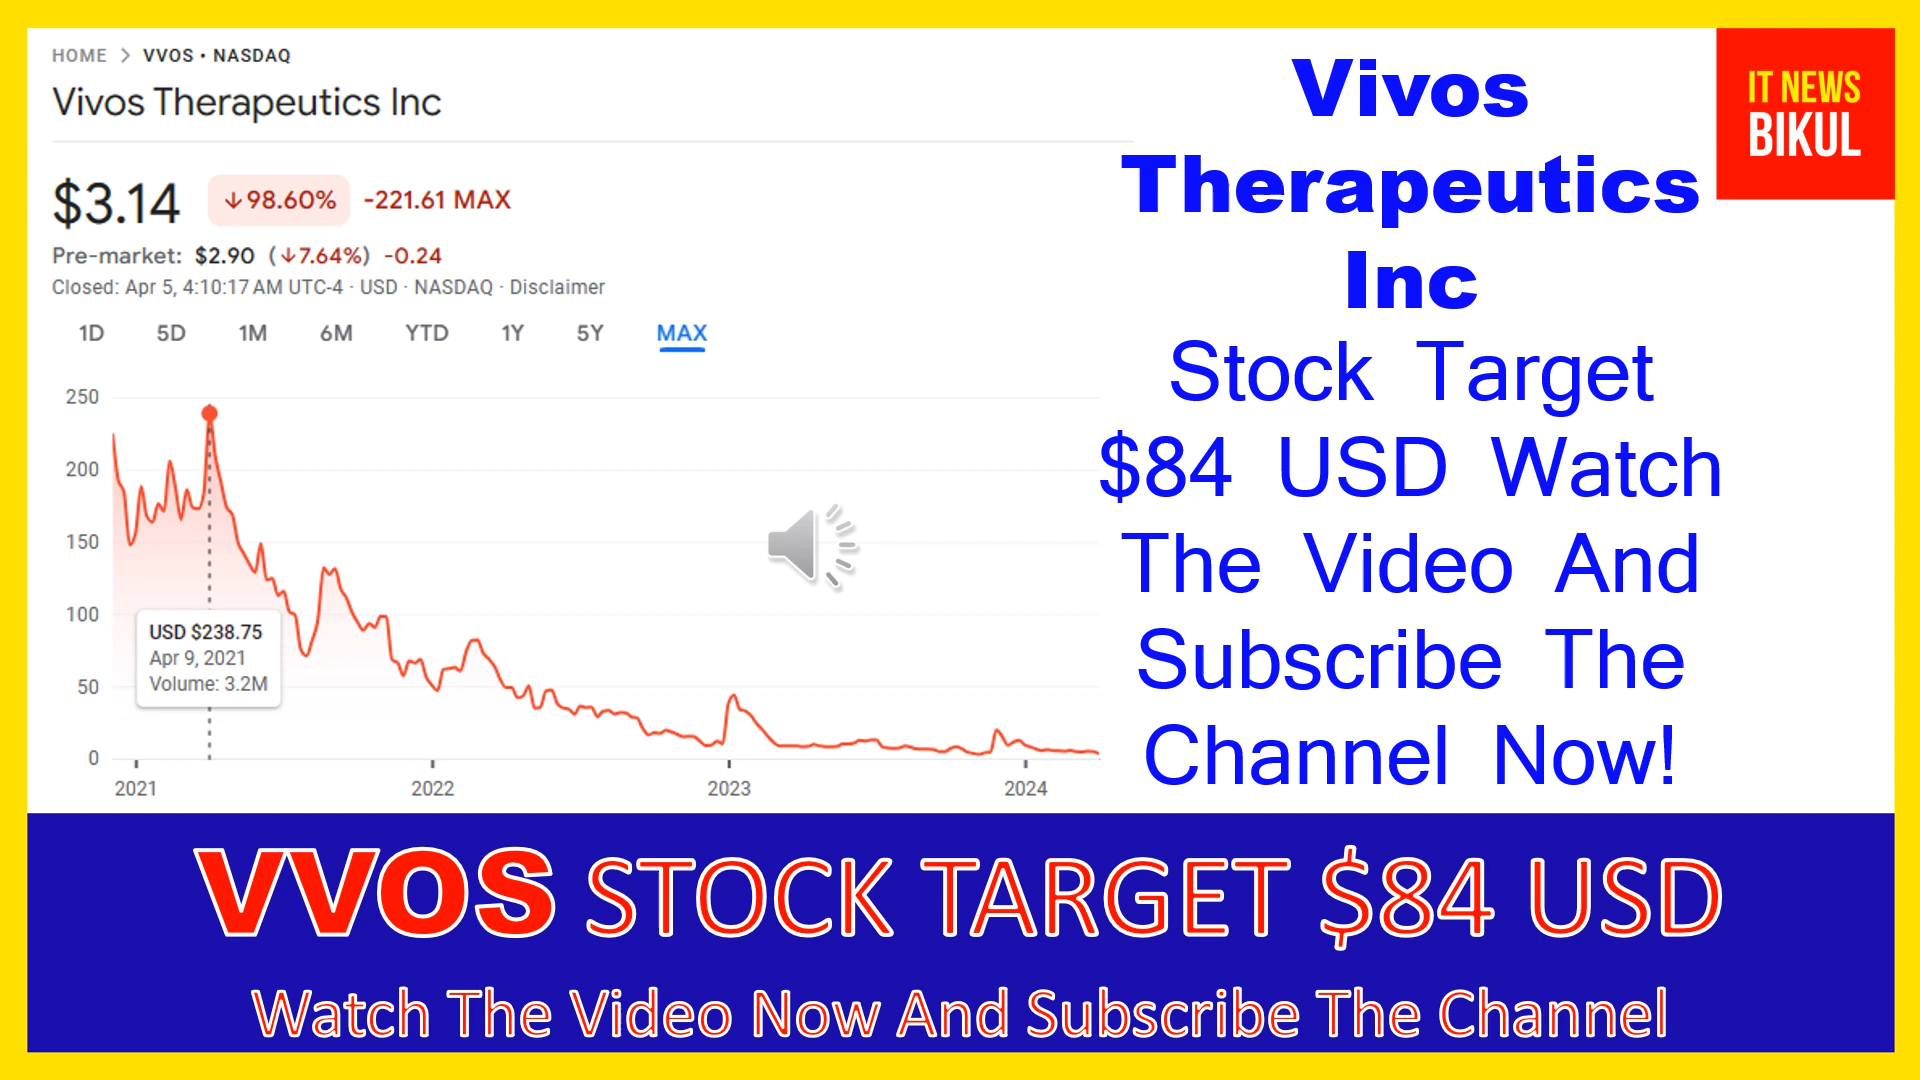 HOME > VVOS • NASDAQ
Vivos Therapeutics Inc
$3.14 ↓98.60% -221.61 MAX
Pre-market: $2.90 (↓7.64%) -0.24
Closed: Apr 5, 4:10:17 AM UTC-4 · USD · NASDAQ · Disclaimer
1D 5D 1M 6M YTD 1Y 5Y MAX
250
200
150
100
50
0
USD $238.75
Apr 9, 2021
Volume: 3.2M
2021 2022 2023 2024
Vivos
Therapeutics
Inc
Stock Target
$84 USD Watch
The Video And
Subscribe The
Channel Now!
IT NEWS
BIKUL
VVOS STOCK TARGET $84 USD
Watch The Video Now And Subscribe The Channel